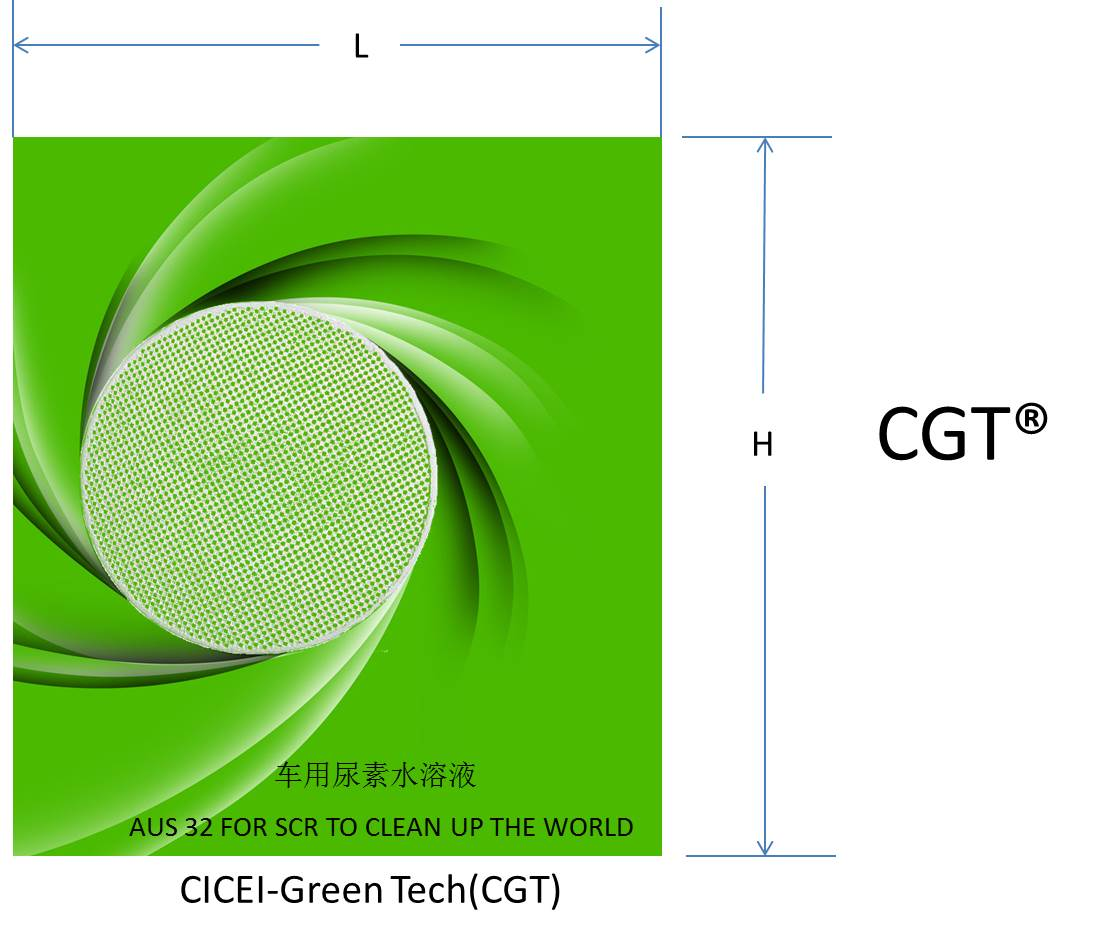 L
H
CGT®
车用尿素水溶液
AUS 32 FOR SCR TO CLEAN UP THE WORLD
CICEI-Green Tech(CGT)